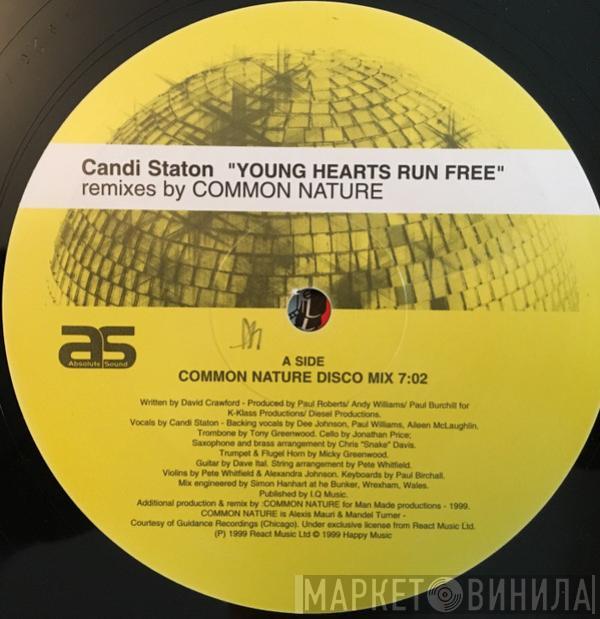 Candi Staton "YOUNG HEARTS RUN FREE"
remixes by COMMON NATURE
as
Absolute Sound
A SIDE
COMMON NATURE DISCO MIX 7:02
Written by David Crawford - Produced by Paul Roberts/ Andy Williams/ Paul Burchill for
K-Klass Productions/ Diesel Productions.
Vocals by Candi Staton - Backing vocals by Dee Johnson, Paul Williams, Aileen McLaughlin,
Trombone by Tony Greenwood. Cello by Jonathan Price;
Saxophone and brass arrangement by Chris "Snake" Davis.
Trumpet & Flugel Horn by Micky Greenwood.
Guitar by Dave Ital. String arrangement by Pete Whitfield.
Violins by Pete Whitfield & Alexandra Johnson. Keyboards by Paul Birchall.
Mix engineered by Simon Hanhart at he Bunker, Wrexham, Wales.
Published by I.Q Music.
Additional production & remix by :COMMON NATURE for Man Made productions - 1999.
COMMON NATURE is Alexis Mauri & Mandel Turner -
Courtesy of Guidance Recordings (Chicago). Under exclusive license from React Music Ltd.
(P) 1999 React Music Ltd © 1999 Happy Music
МАРКЕТ ВИНИЛА